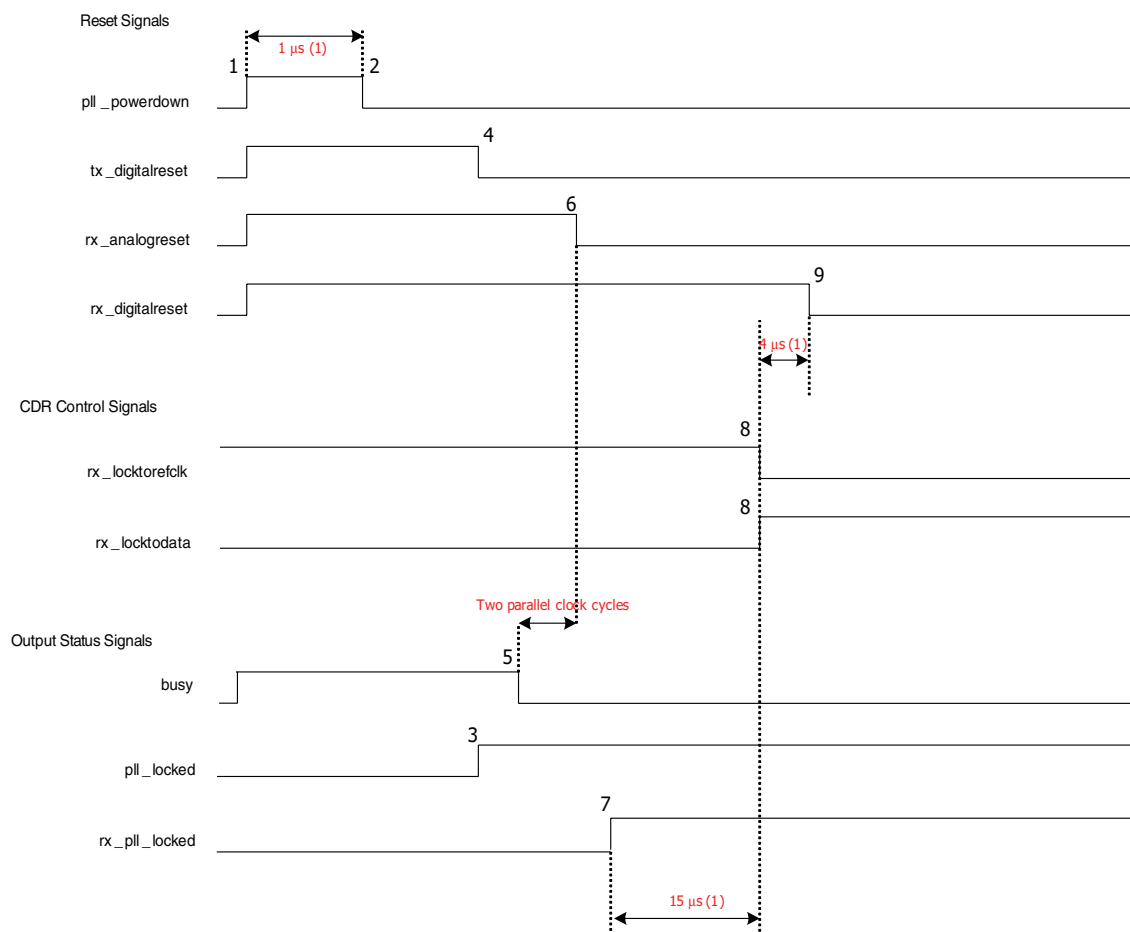 Reset Signals
1 μs (1)
1
2
pll _powerdown
4
tx _digitalreset
6
rx _analogreset
9
rx _digitalreset
4 μs (1)
CDR Control Signals
8
rx _locktorefclk
8
rx _locktodata
Two parallel clock cycles
Output Status Signals
5
busy
3
pll _locked
7
rx _pll _locked
15 μs (1)